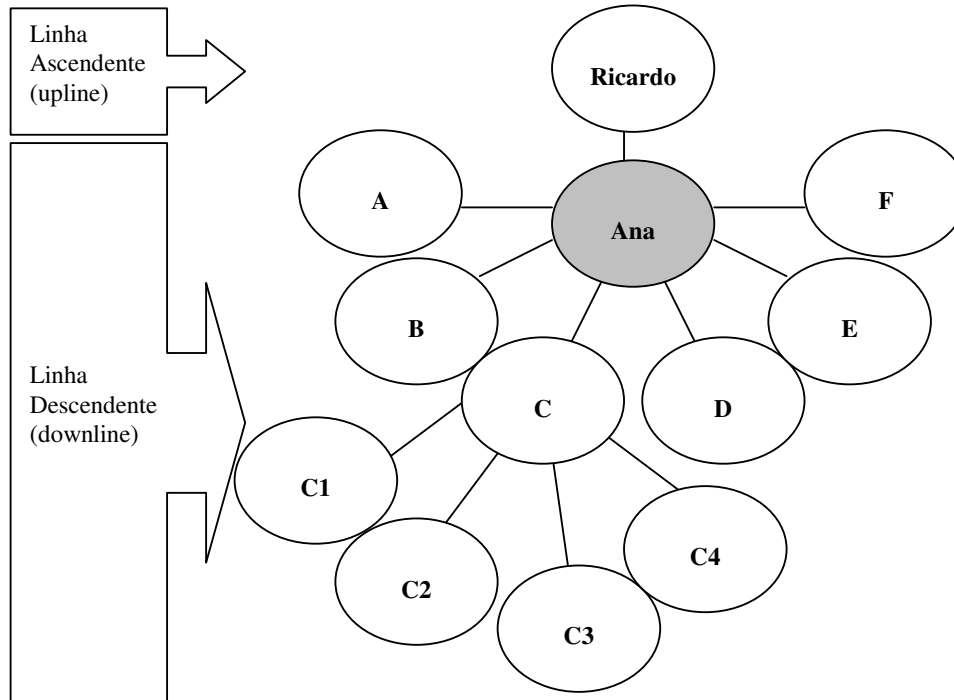 Linha
Ascendente
(upline)
Ricardo
A
F
Ana
B
E
Linha
Descendente
(downline)
C
D
C1
C4
C2
C3